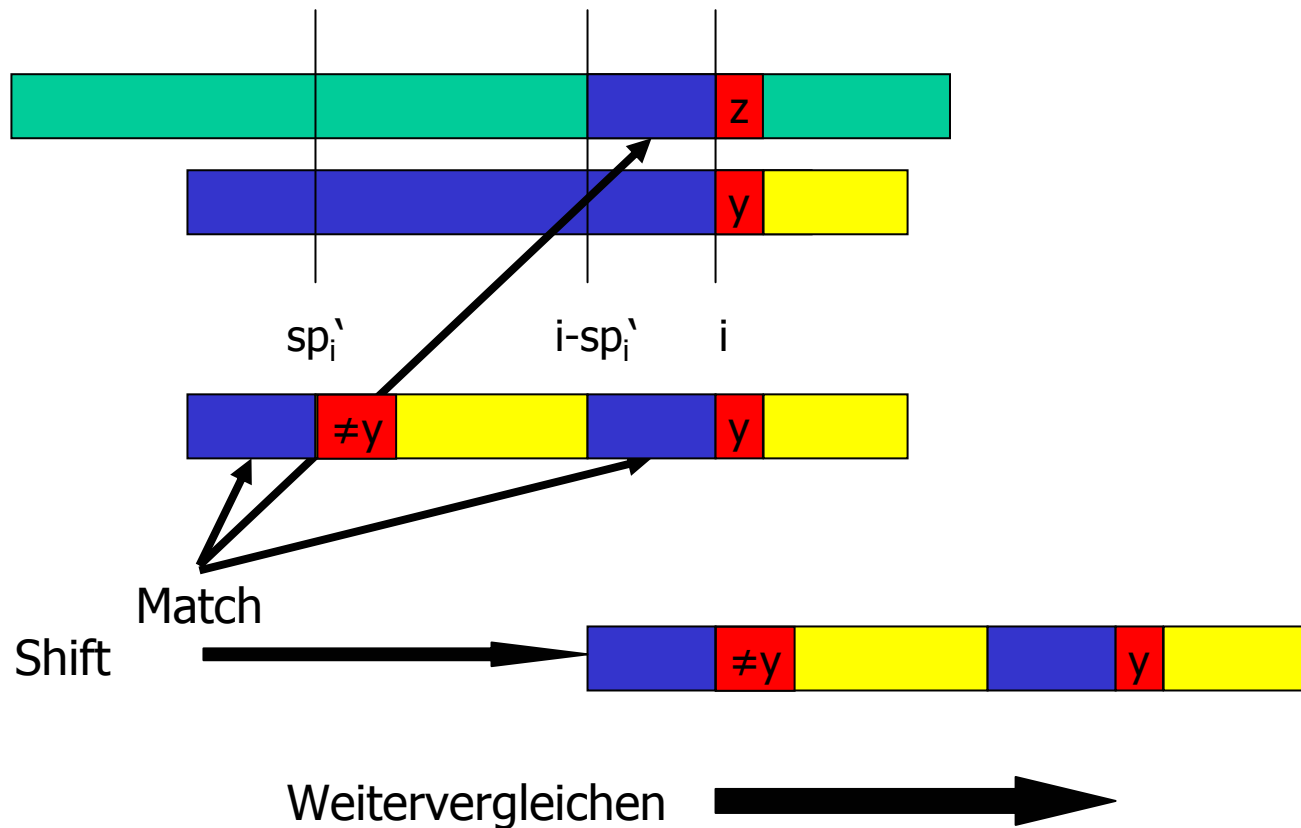 z
y
spᵢ‘ i-spᵢ‘ i
≠y y
Match
Shift
≠y y
Weitervergleichen